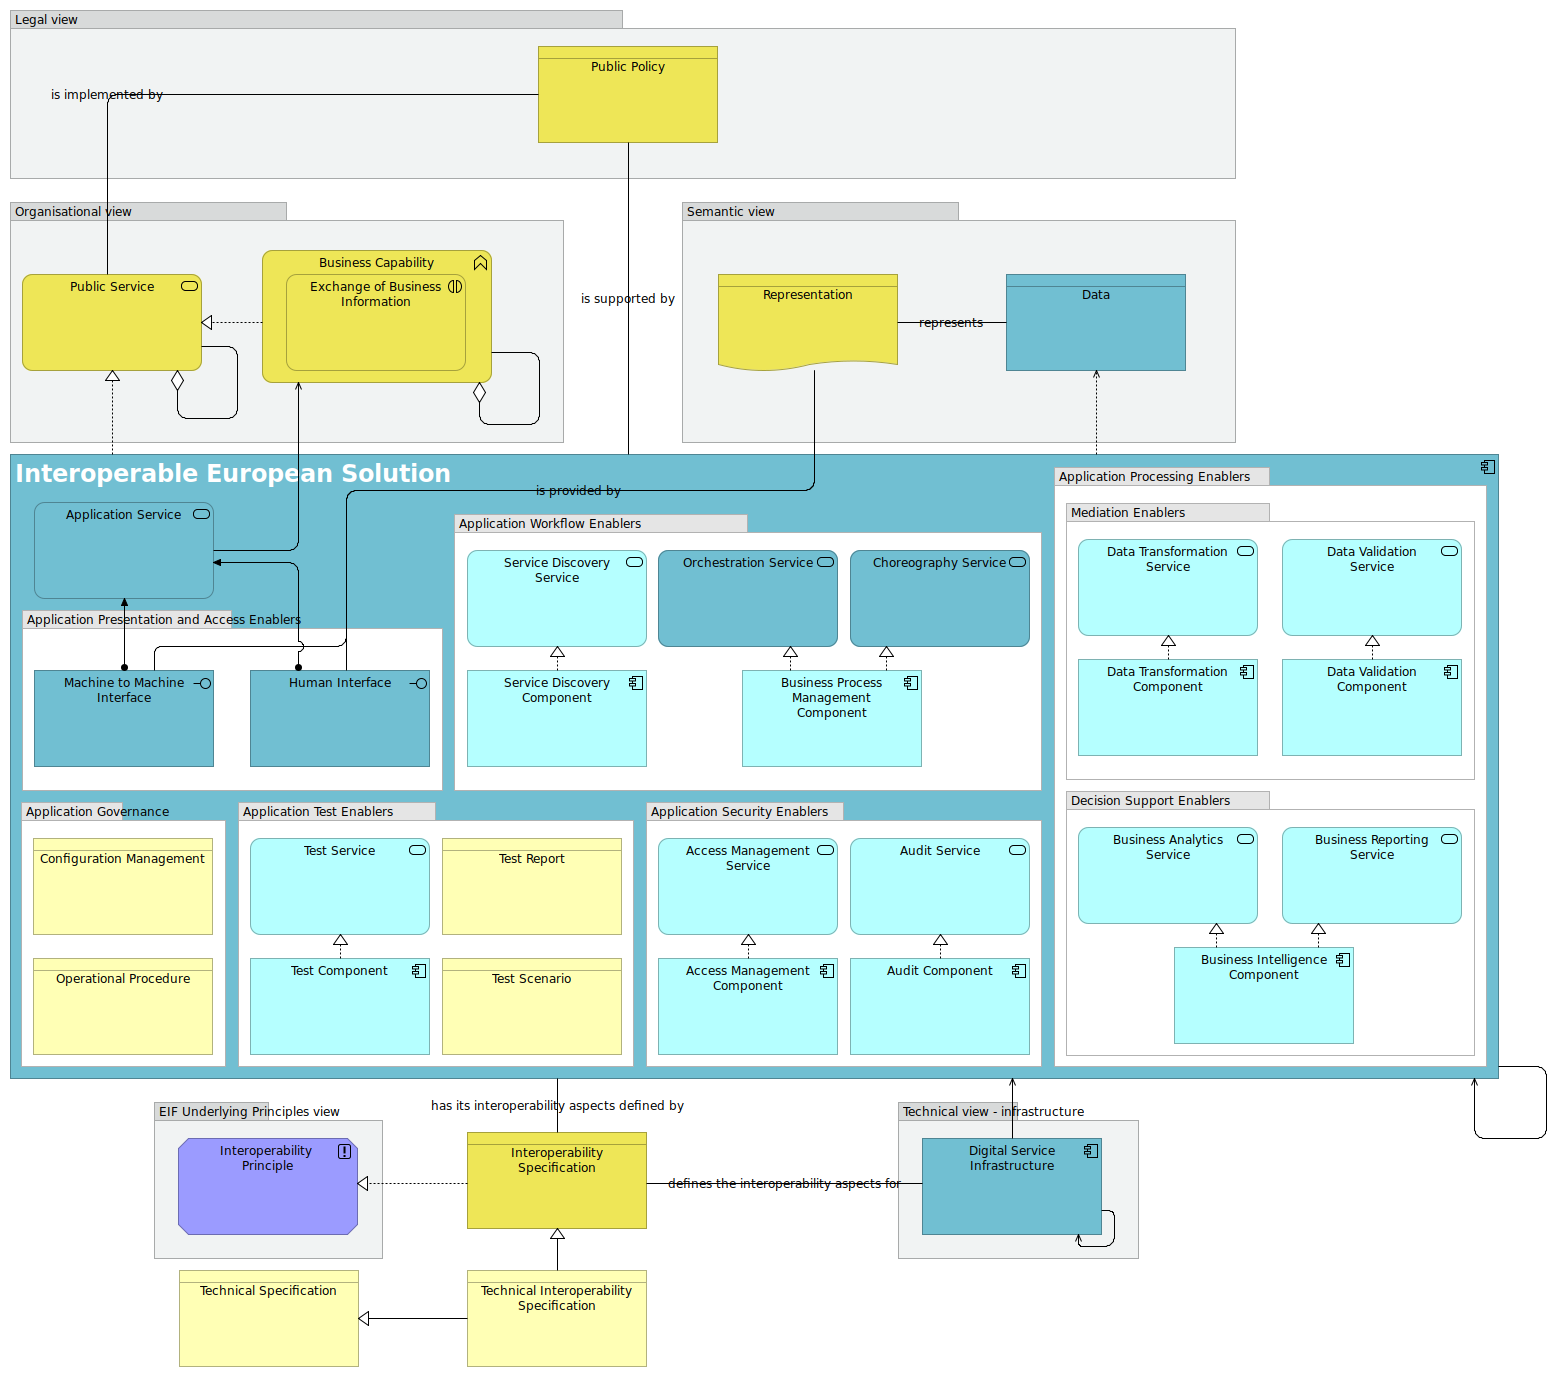 Legal view
Public Policy
is implemented by
Organisational view
Public Service
Business Capability
Exchange of Business
Information
is supported by
Semantic view
Representation
represents
Data
Interoperable European Solution
is provided by
Application Service
Application Presentation and Access Enablers
Machine to Machine
Interface
Human Interface
Application Workflow Enablers
Service Discovery
Service
Orchestration Service
Choreography Service
Service Discovery
Component
Business Process
Management
Component
Application Processing Enablers
Mediation Enablers
Data Transformation
Service
Data Validation
Service
Data Transformation
Component
Data Validation
Component
Decision Support Enablers
Business Analytics
Service
Business Reporting
Service
Business Intelligence
Component
Application Governance
Configuration Management
Operational Procedure
Application Test Enablers
Test Service
Test Report
Test Component
Test Scenario
Application Security Enablers
Access Management
Service
Audit Service
Access Management
Component
Audit Component
has its interoperability aspects defined by
EIF Underlying Principles view
Interoperability
Principle
Interoperability
Specification
defines the interoperability aspects for
Technical view - infrastructure
Digital Service
Infrastructure
Technical Specification
Technical Interoperability
Specification